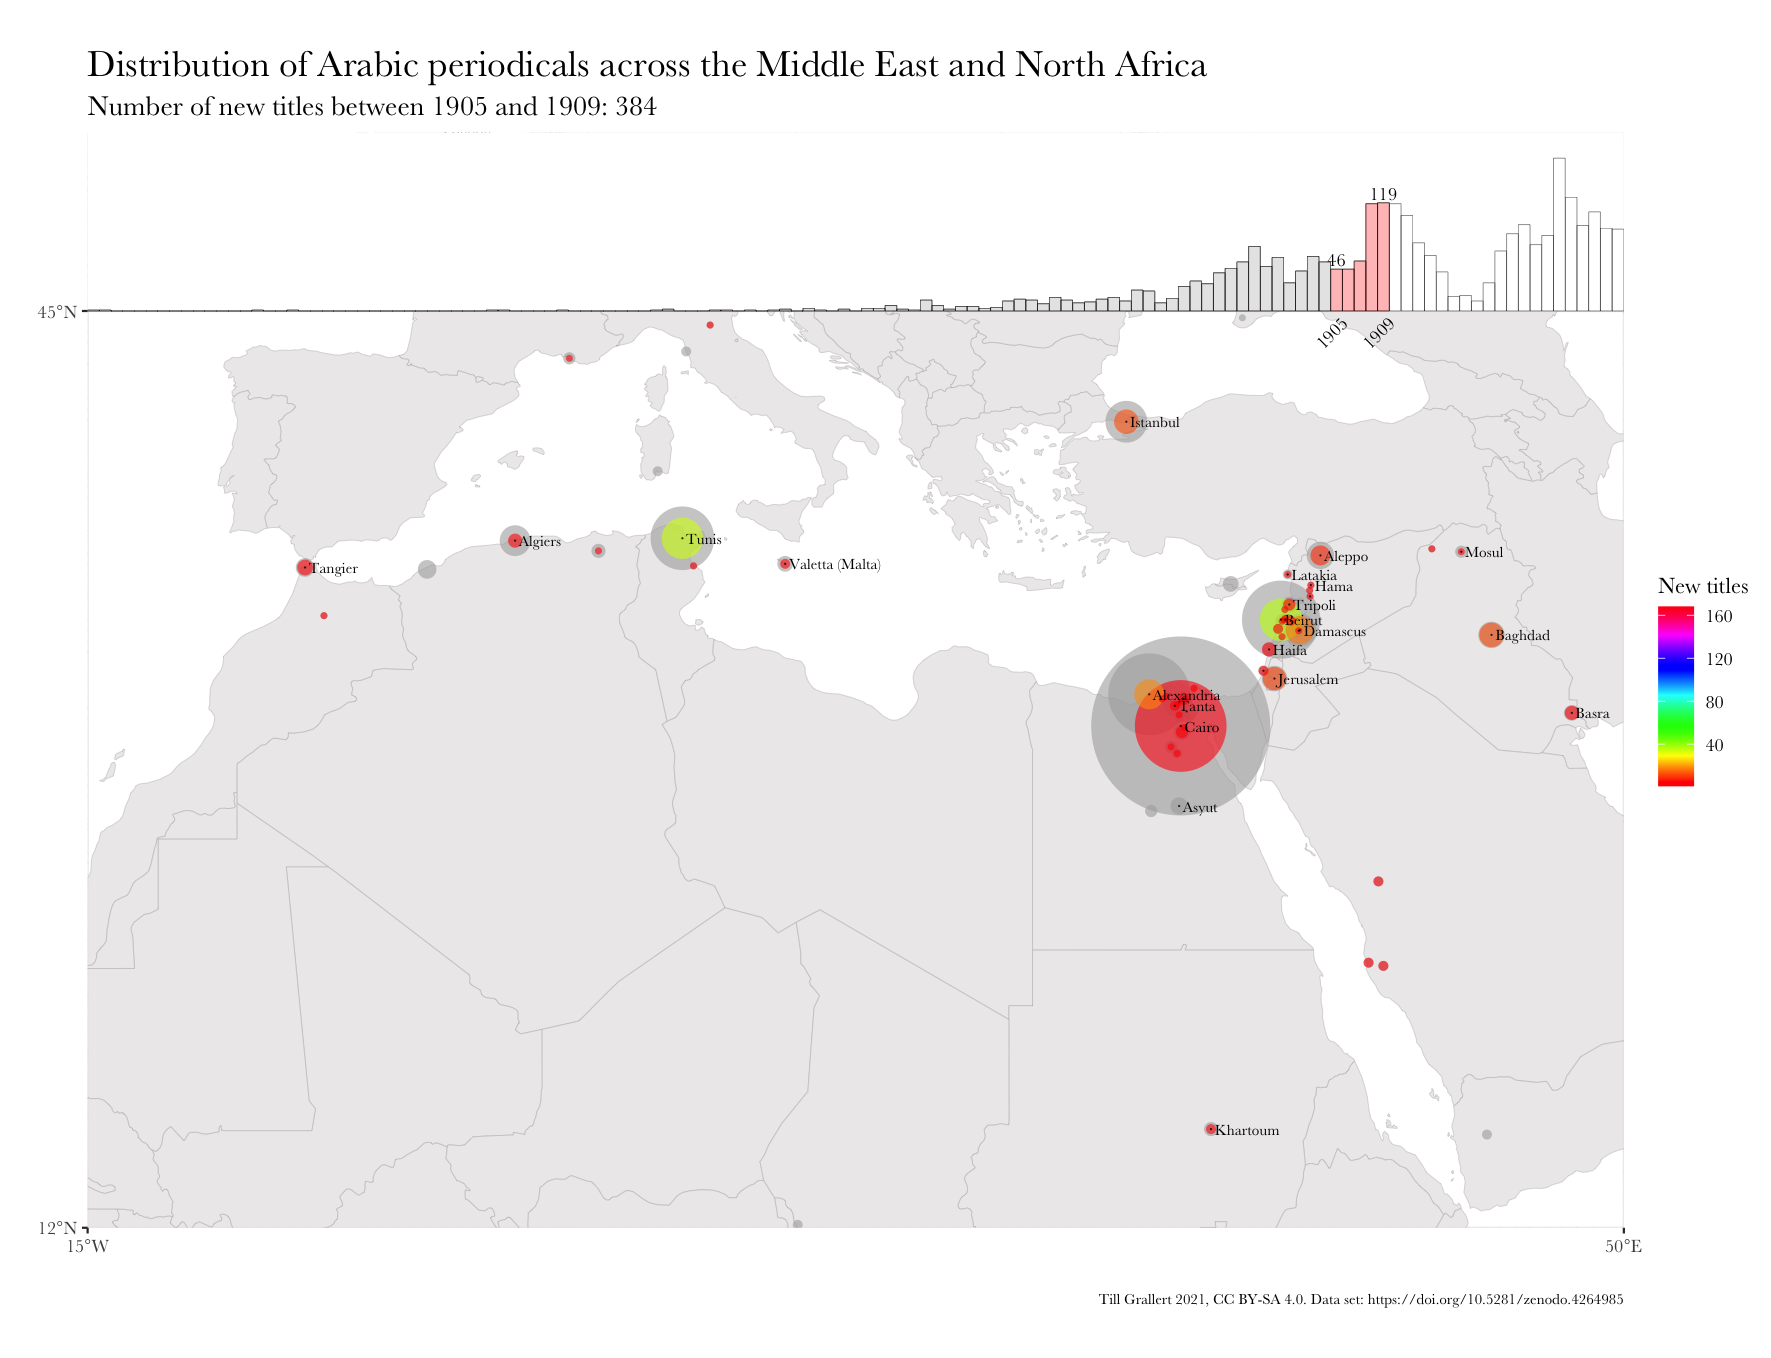 Distribution of Arabic periodicals across the Middle East and North Africa
Number of new titles between 1905 and 1909: 384
119
46
45°N
1905
1909
Istanbul
Algiers
Tunis
Tangier
Valetta (Malta)
Aleppo
Mosul
Latakia
Hama
Tripoli
Beirut
Damascus
Baghdad
Haifa
Jerusalem
Alexandria
Tanta
Cairo
Basra
Asyut
Khartoum
New titles
160
120
80
40
12°N
15°W
50°E
Till Grallert 2021, CC BY-SA 4.0. Data set: https://doi.org/10.5281/zenodo.4264985